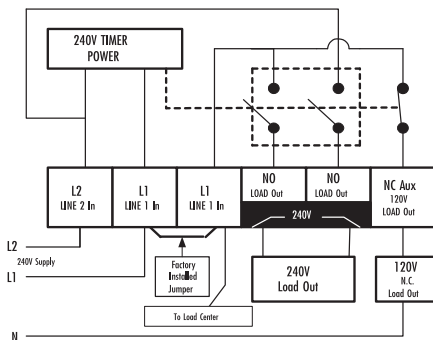 240V TIMER
POWER
L2
LINE 2 In
L1
LINE 1 In
L1
LINE 1 In
NO
LOAD Out
NO
LOAD Out
NC Aux
120V
LOAD Out
240V
L2
240V Supply
L1
N
Factory
Installed
Jumper
To Load Center
240V
Load Out
120V
N.C.
Load Out